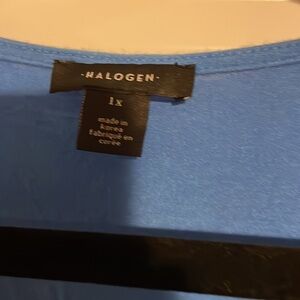 -HALOGEN-
1x
made in
korea
fabriqué en
corée